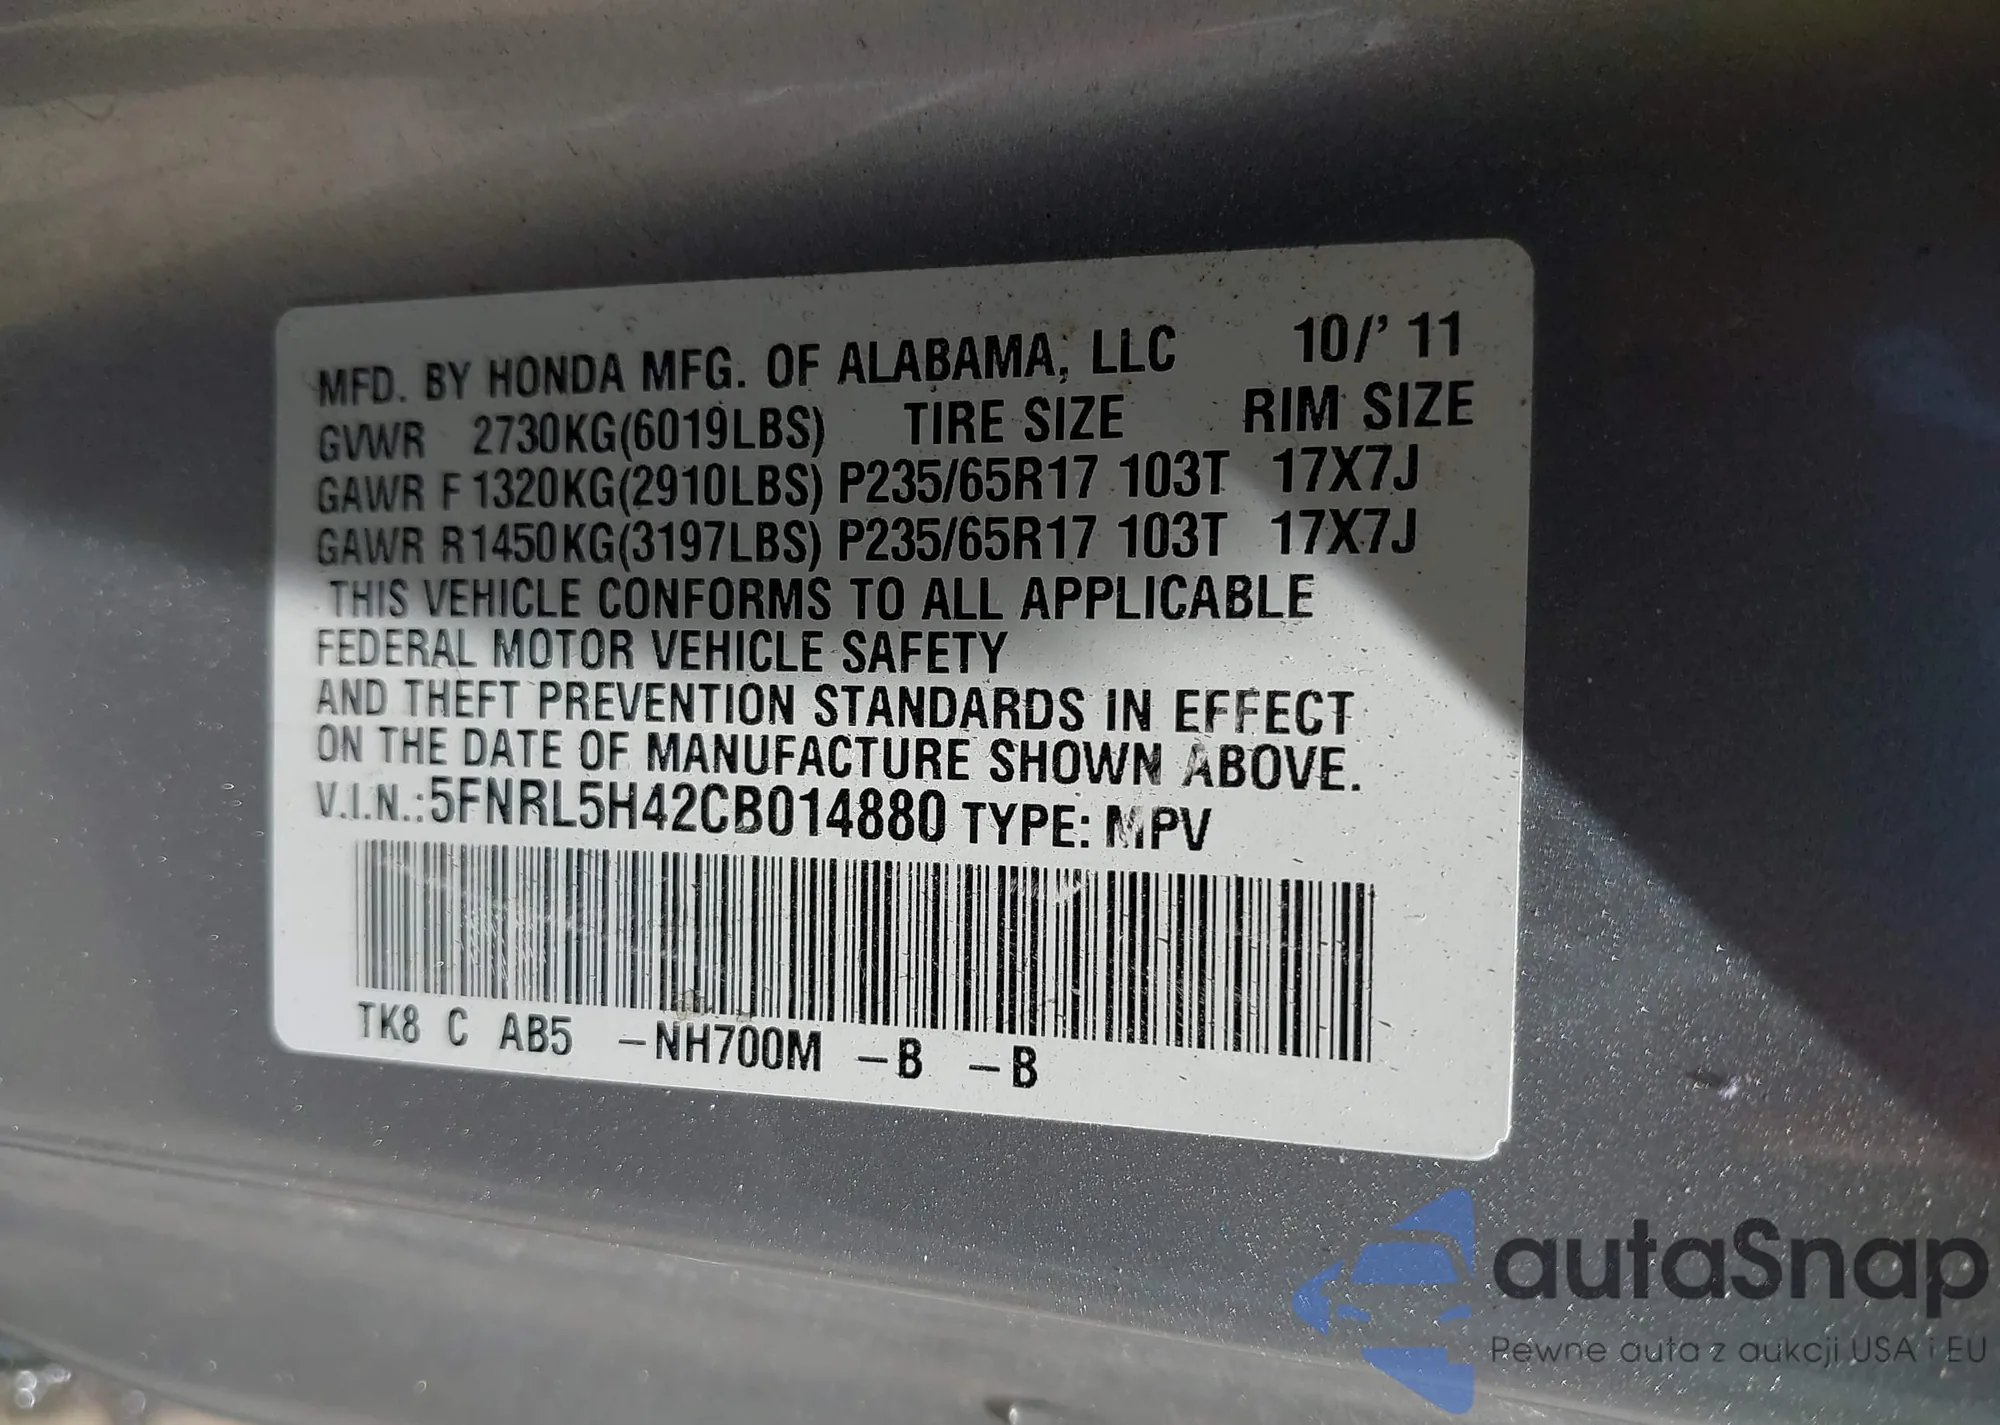 MFD. BY HONDA MFG. OF ALABAMA, LLC 10/' 11
GVWR 2730KG(6019LBS) TIRE SIZE RIM SIZE
GAWR F 1320KG(2910LBS) P235/65R17 103T 17X7J
GAWR R1450KG(3197LBS) P235/65R17 103T 17X7J
THIS VEHICLE CONFORMS TO ALL APPLICABLE
FEDERAL MOTOR VEHICLE SAFETY
AND THEFT PREVENTION STANDARDS IN EFFECT
ON THE DATE OF MANUFACTURE SHOWN ABOVE.
V.I.N.:5FNRL5H42CB014880 TYPE: MPV
TK8 C AB5 –NH700M –B –B
autaSnap
Pewne auta z aukcji USA i EU